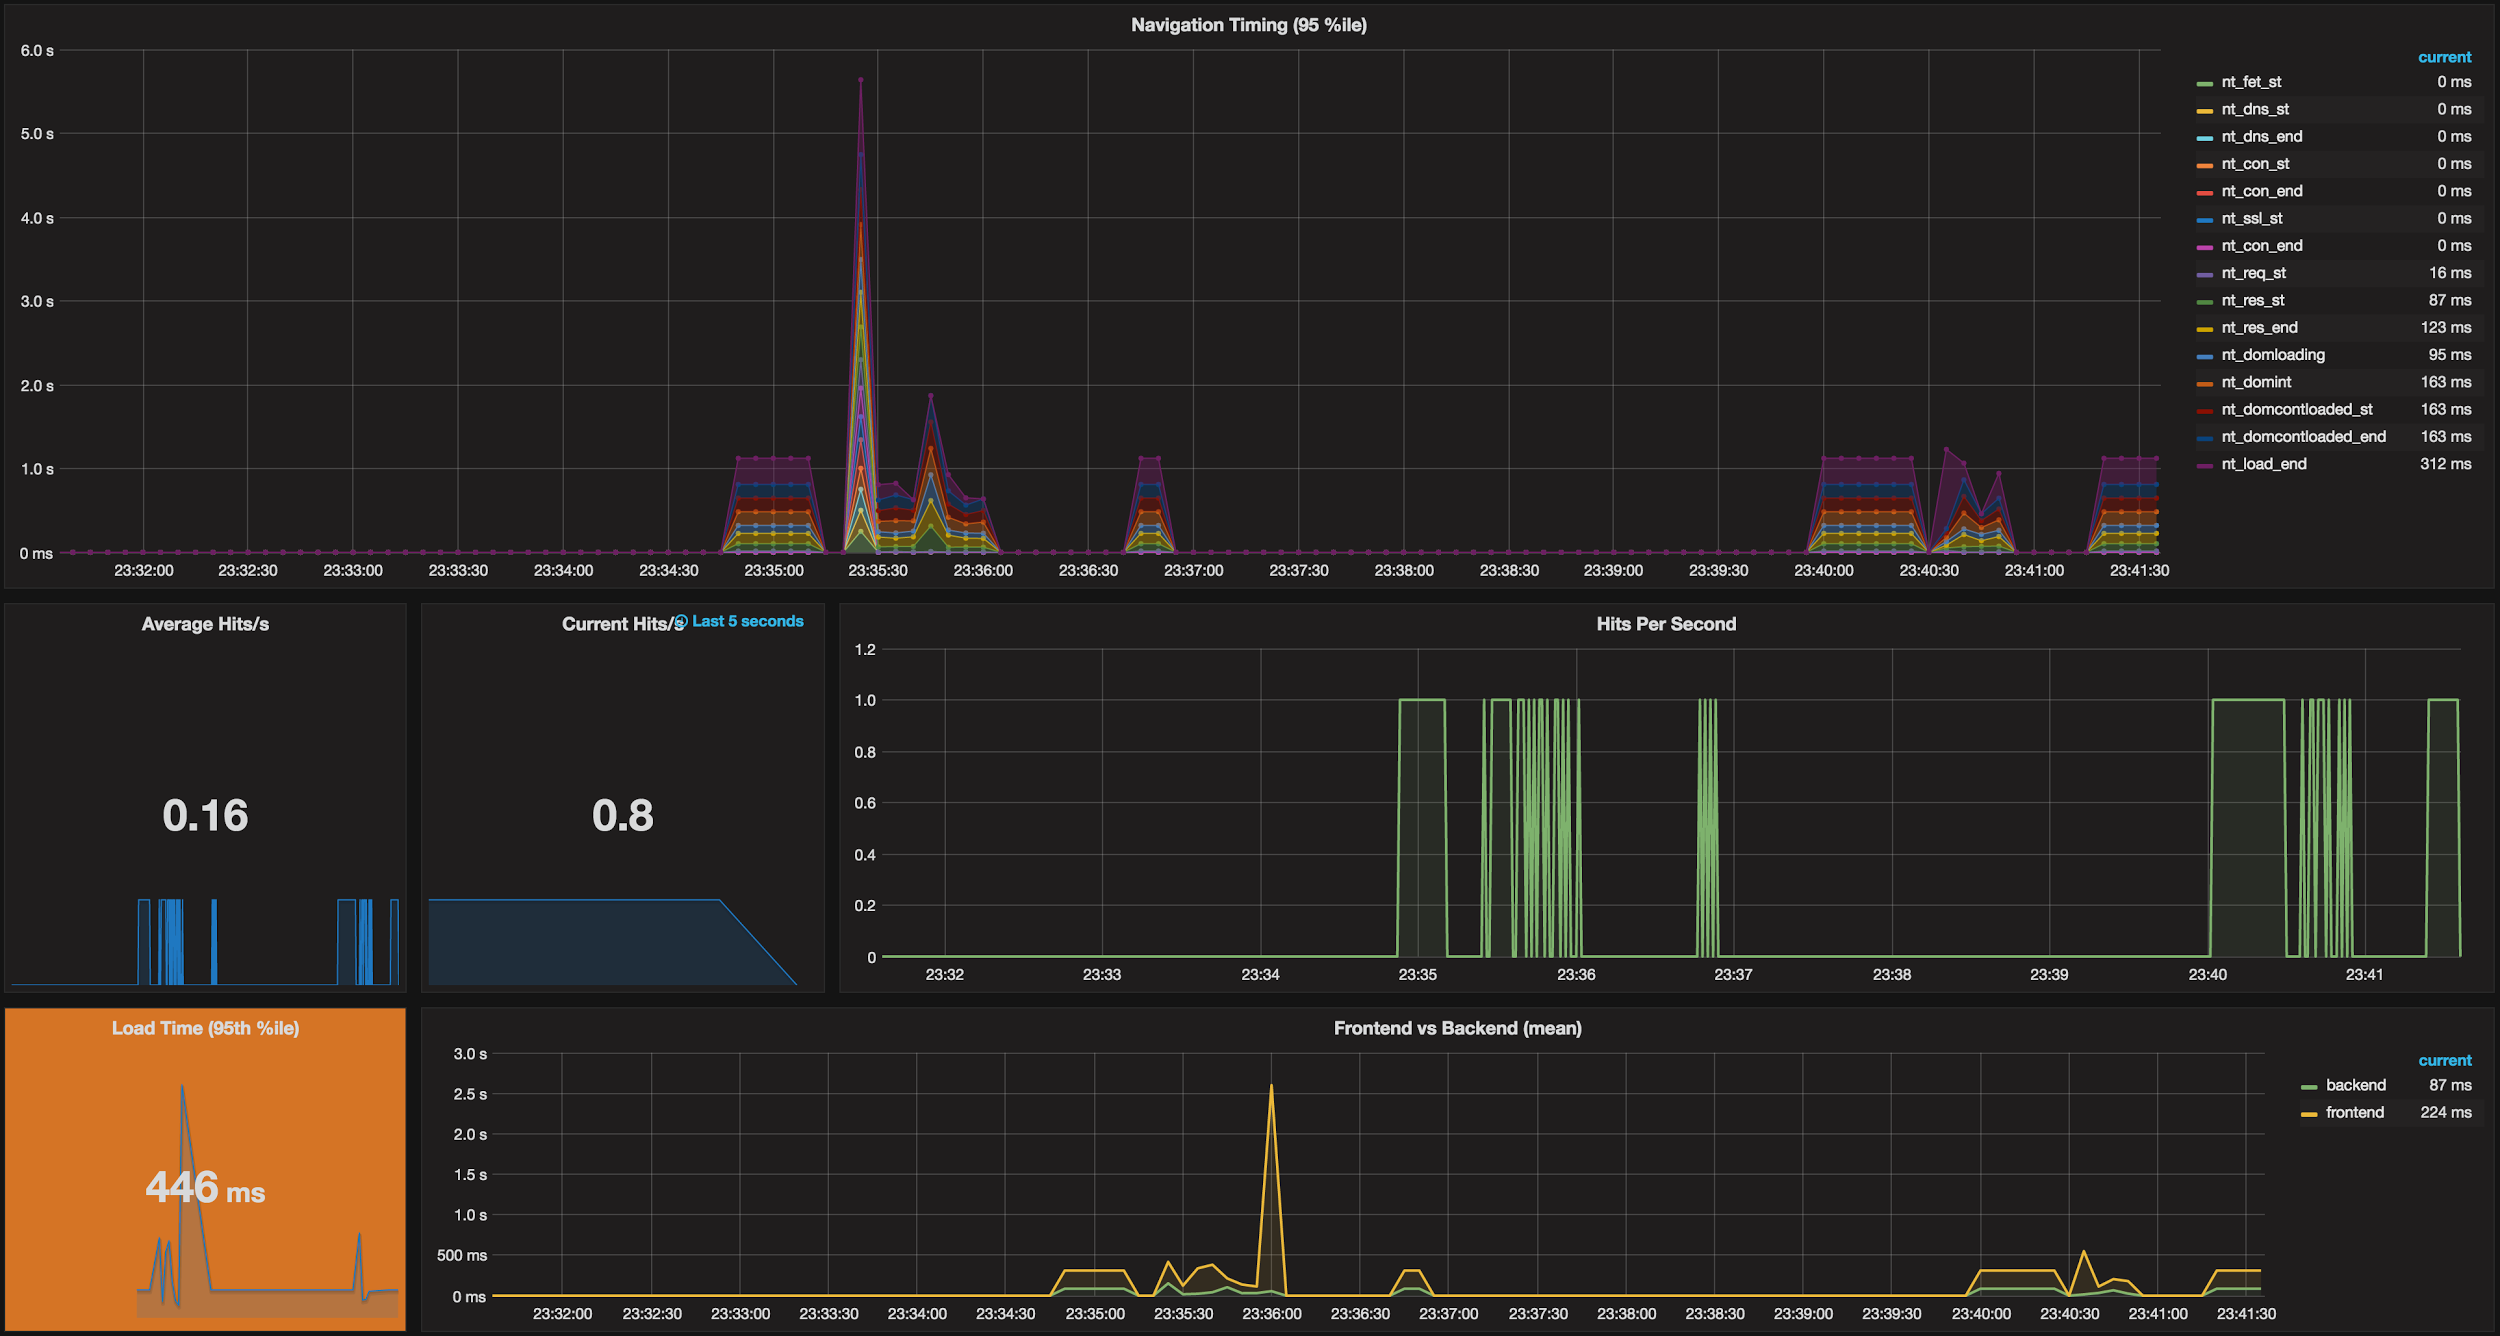 Navigation Timing (95 %ile)
6.0 s
5.0 s
4.0 s
3.0 s
2.0 s
1.0 s
0 ms
23:32:00 23:32:30 23:33:00 23:33:30 23:34:00 23:34:30 23:35:00 23:35:30 23:36:00 23:36:30 23:37:00 23:37:30 23:38:00 23:38:30 23:39:00 23:39:30 23:40:00 23:40:30 23:41:00 23:41:30
current
nt_fet_st 0 ms
nt_dns_st 0 ms
nt_dns_end 0 ms
nt_con_st 0 ms
nt_con_end 0 ms
nt_ssl_st 0 ms
nt_con_end 0 ms
nt_req_st 16 ms
nt_res_st 87 ms
nt_res_end 123 ms
nt_domloading 95 ms
nt_domint 163 ms
nt_domcontloaded_st 163 ms
nt_domcontloaded_end 163 ms
nt_load_end 312 ms
Average Hits/s
0.16
Current Hits/s
Last 5 seconds
0.8
Hits Per Second
1.2
1.0
0.8
0.6
0.4
0.2
0
23:32 23:33 23:34 23:35 23:36 23:37 23:38 23:39 23:40 23:41
Load Time (95th %ile)
446 ms
Frontend vs Backend (mean)
3.0 s
2.5 s
2.0 s
1.5 s
1.0 s
500 ms
0 ms
23:32:00 23:32:30 23:33:00 23:33:30 23:34:00 23:34:30 23:35:00 23:35:30 23:36:00 23:36:30 23:37:00 23:37:30 23:38:00 23:38:30 23:39:00 23:39:30 23:40:00 23:40:30 23:41:00 23:41:30
current
backend 87 ms
frontend 224 ms